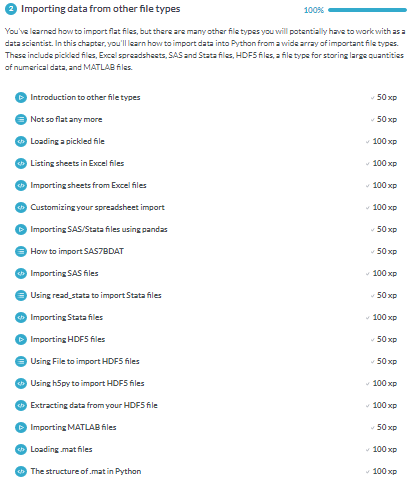 2 Importing data from other file types 100%
You've learned how to import flat files, but there are many other file types you will potentially have to work with as a
data scientist. In this chapter, you'll learn how to import data into Python from a wide array of important file types.
These include pickled files, Excel spreadsheets, SAS and Stata files, HDF5 files, a file type for storing large quantities
of numerical data, and MATLAB files.
Introduction to other file types 50 xp
Not so flat any more 50 xp
Loading a pickled file 100 xp
Listing sheets in Excel files 100 xp
Importing sheets from Excel files 100 xp
Customizing your spreadsheet import 100 xp
Importing SAS/Stata files using pandas 50 xp
How to import SAS7BDAT 50 xp
Importing SAS files 100 xp
Using read_stata to import Stata files 50 xp
Importing Stata files 100 xp
Importing HDF5 files 50 xp
Using File to import HDF5 files 50 xp
Using h5py to import HDF5 files 100 xp
Extracting data from your HDF5 file 100 xp
Importing MATLAB files 50 xp
Loading .mat files 100 xp
The structure of .mat in Python 100 xp